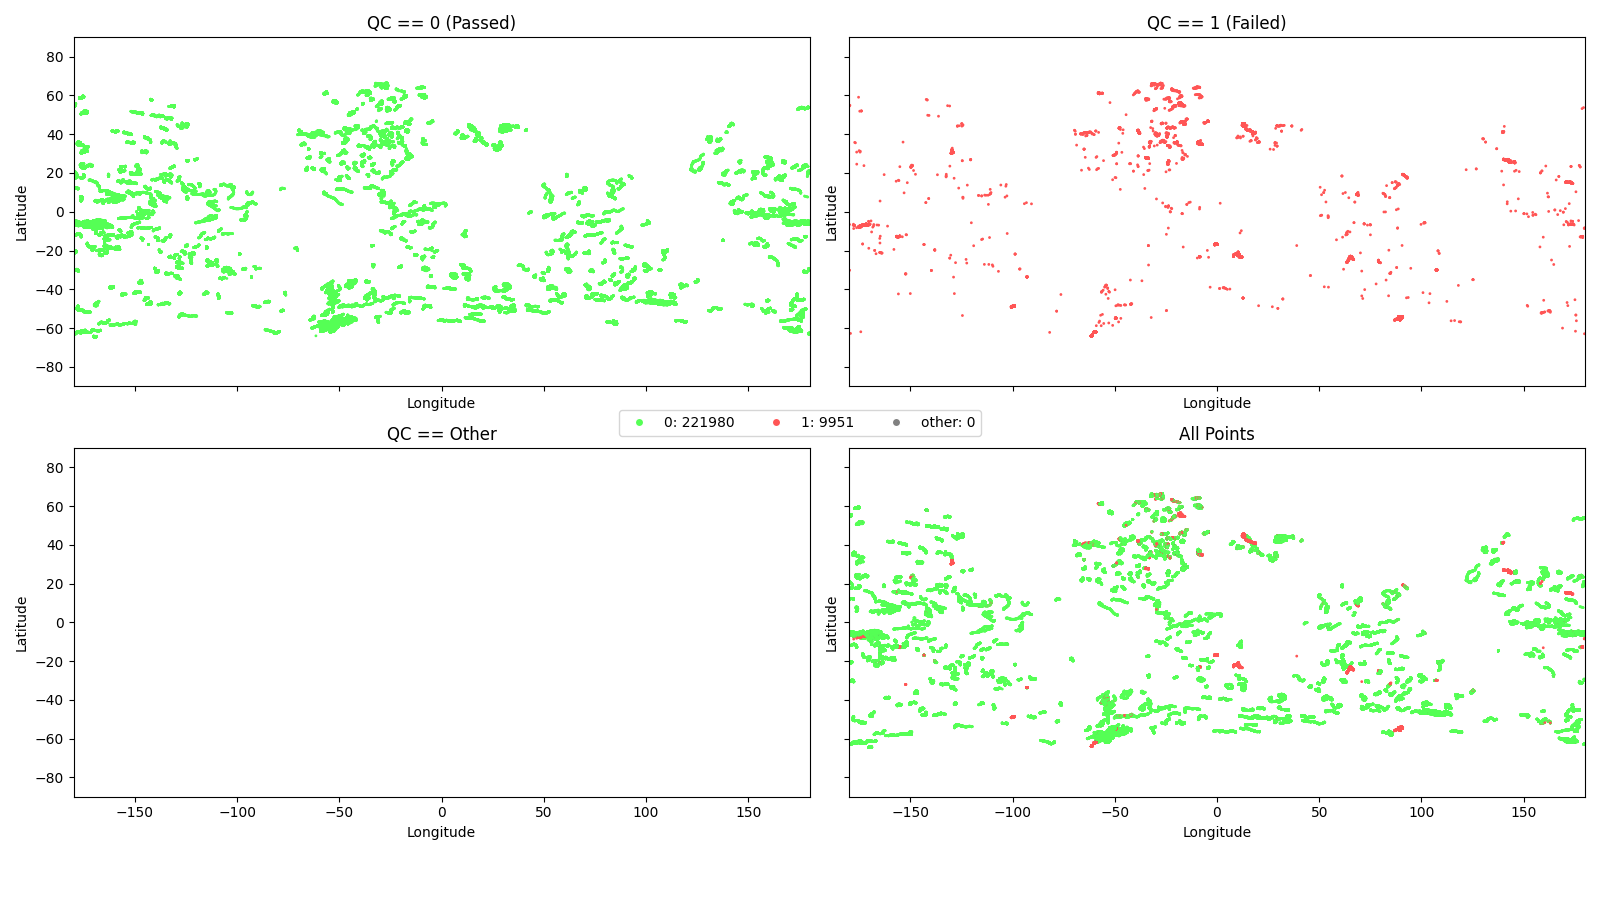 QC == 0 (Passed)
QC == 1 (Failed)
80
60
40
20
0
−20
−40
−60
−80
Latitude
Latitude
Longitude
Longitude
0: 221980 1: 9951 other: 0
QC == Other
All Points
80
60
40
20
0
−20
−40
−60
−80
Latitude
Latitude
−150 −100 −50 0 50 100 150
−150 −100 −50 0 50 100 150
Longitude
Longitude